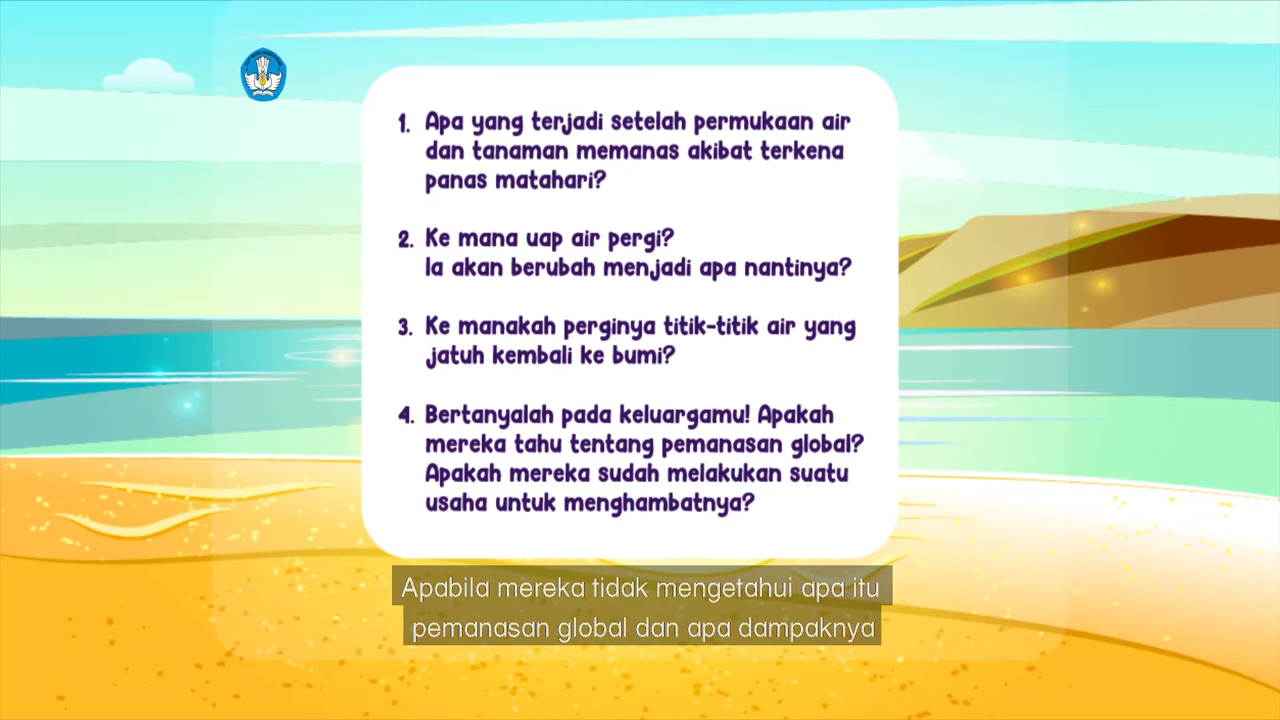 1. Apa yang terjadi setelah permukaan air
dan tanaman memanas akibat terkena
panas matahari?
2. Ke mana uap air pergi?
Ia akan berubah menjadi apa nantinya?
3. Ke manakah perginya titik-titik air yang
jatuh kembali ke bumi?
4. Bertanyalah pada keluargamu! Apakah
mereka tahu tentang pemanasan global?
Apakah mereka sudah melakukan suatu
usaha untuk menghambatnya?
Apabila mereka tidak mengetahui apa itu
pemanasan global dan apa dampaknya